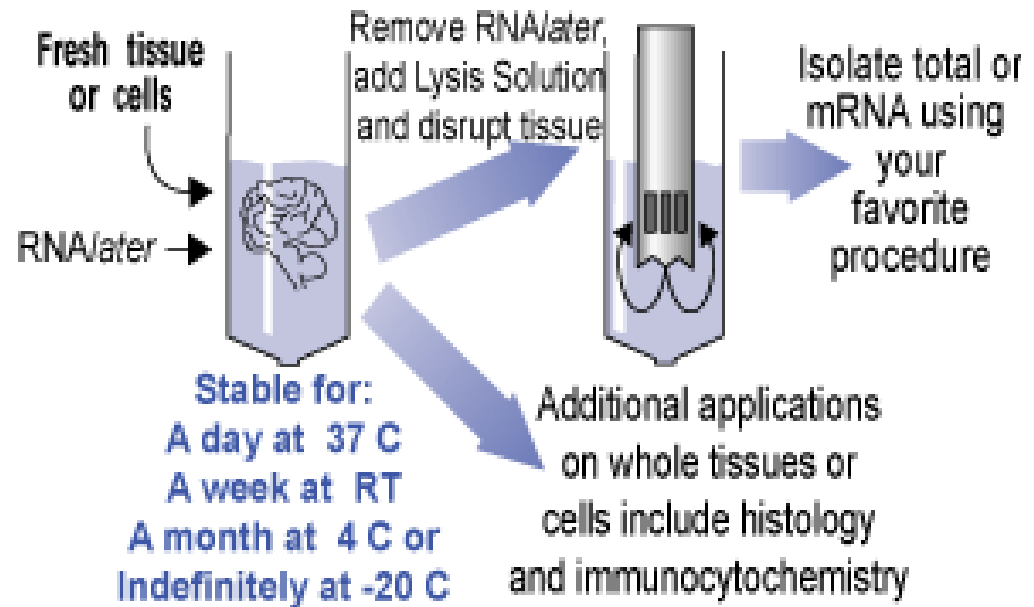 Fresh tissue
or cells
RNAlater
Remove RNAlater,
add Lysis Solution
and disrupt tissue
Isolate total or
mRNA using
your
favorite
procedure
Stable for:
A day at 37 C
A week at RT
A month at 4 C or
Indefinitely at -20 C
Additional applications
on whole tissues or
cells include histology
and immunocytochemistry